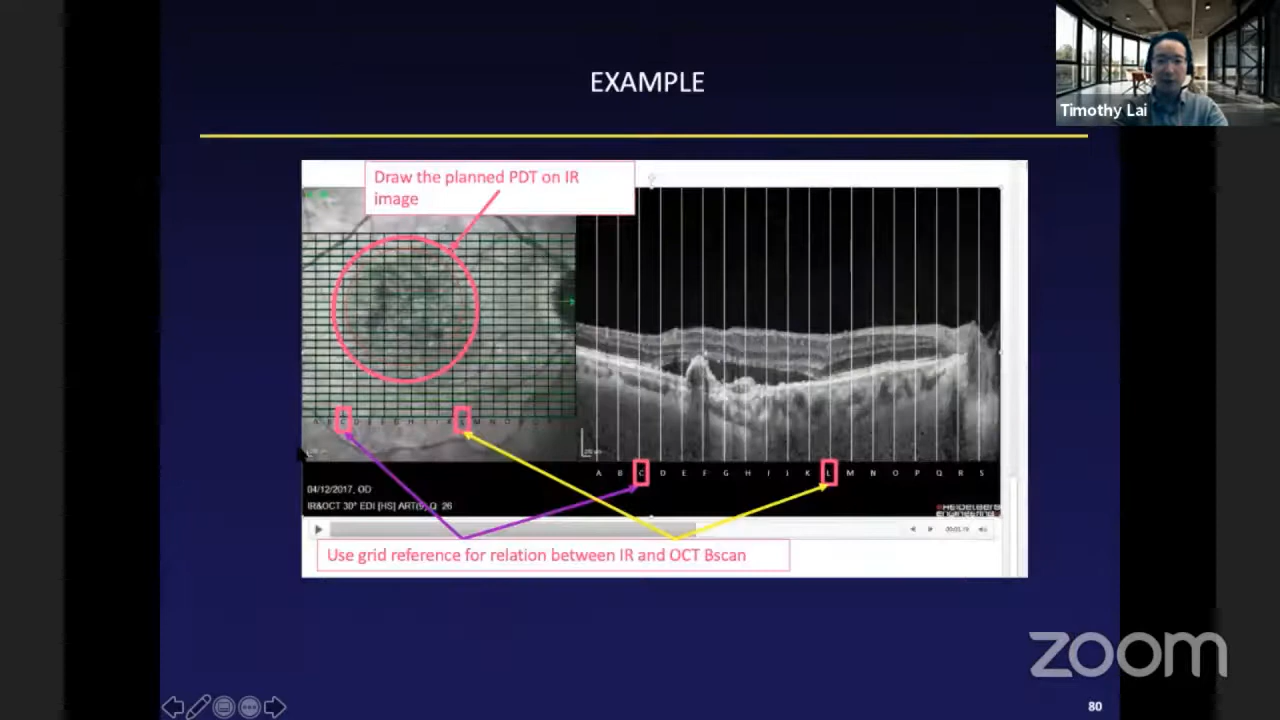 EXAMPLE
Timothy Lai
Draw the planned PDT on IR
image
A B C D E F G H I J K L M N O P Q R S
04/12/2017, OD
IR&OCT 30° EDI [HS] ART(9) Q: 26
Use grid reference for relation between IR and OCT Bscan
zoom
80